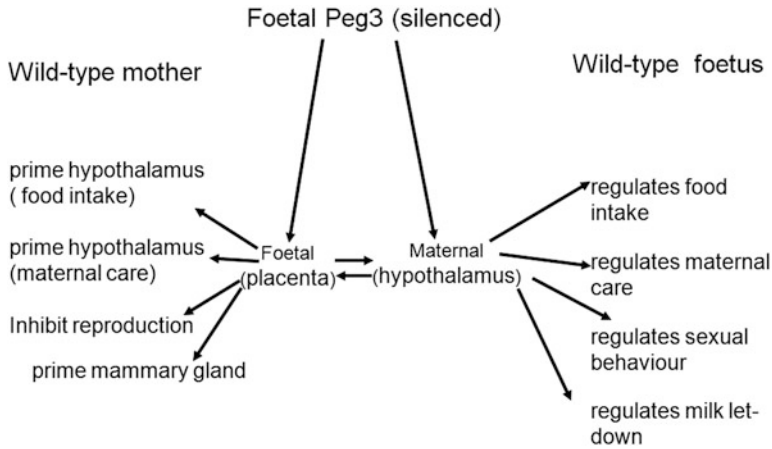 Foetal Peg3 (silenced)
Wild-type mother
Wild-type foetus
prime hypothalamus
( food intake)
prime hypothalamus
(maternal care)
Inhibit reproduction
prime mammary gland
Foetal
(placenta)
Maternal
(hypothalamus)
regulates food
intake
regulates maternal
care
regulates sexual
behaviour
regulates milk let-
down